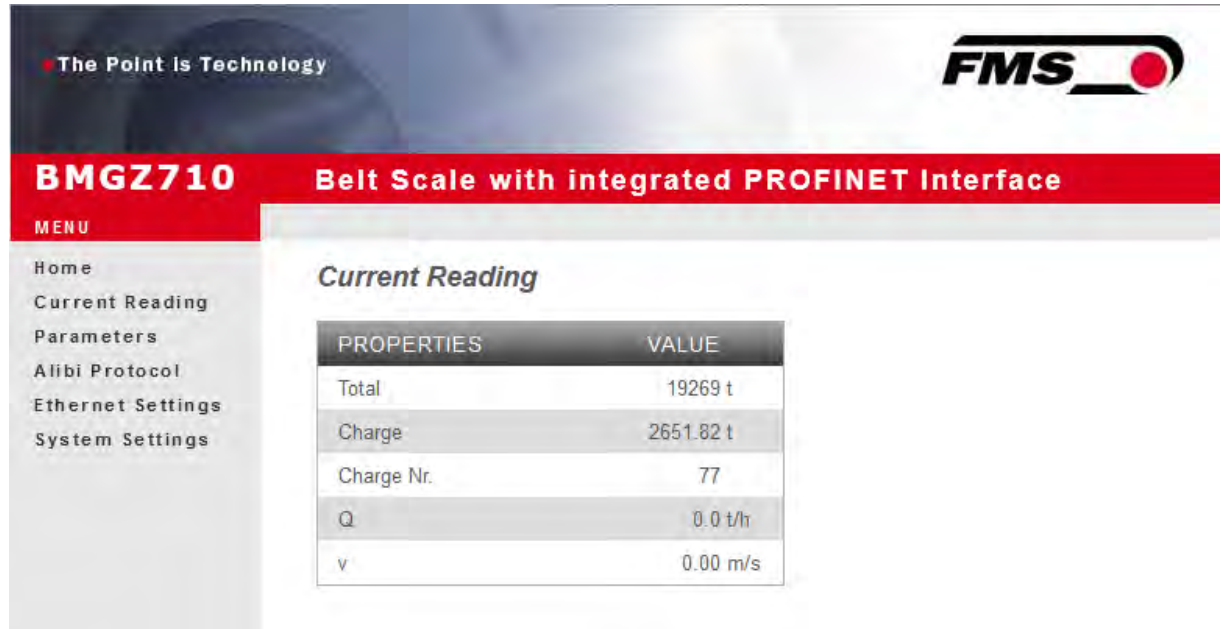 The Point is Technology
FMS
BMGZ710 Belt Scale with integrated PROFINET Interface
MENU
Home
Current Reading
Parameters
Alibi Protocol
Ethernet Settings
System Settings
Current Reading
PROPERTIES VALUE
Total 19269 t
Charge 2651.82 t
Charge Nr. 77
Q 0.0 t/h
v 0.00 m/s